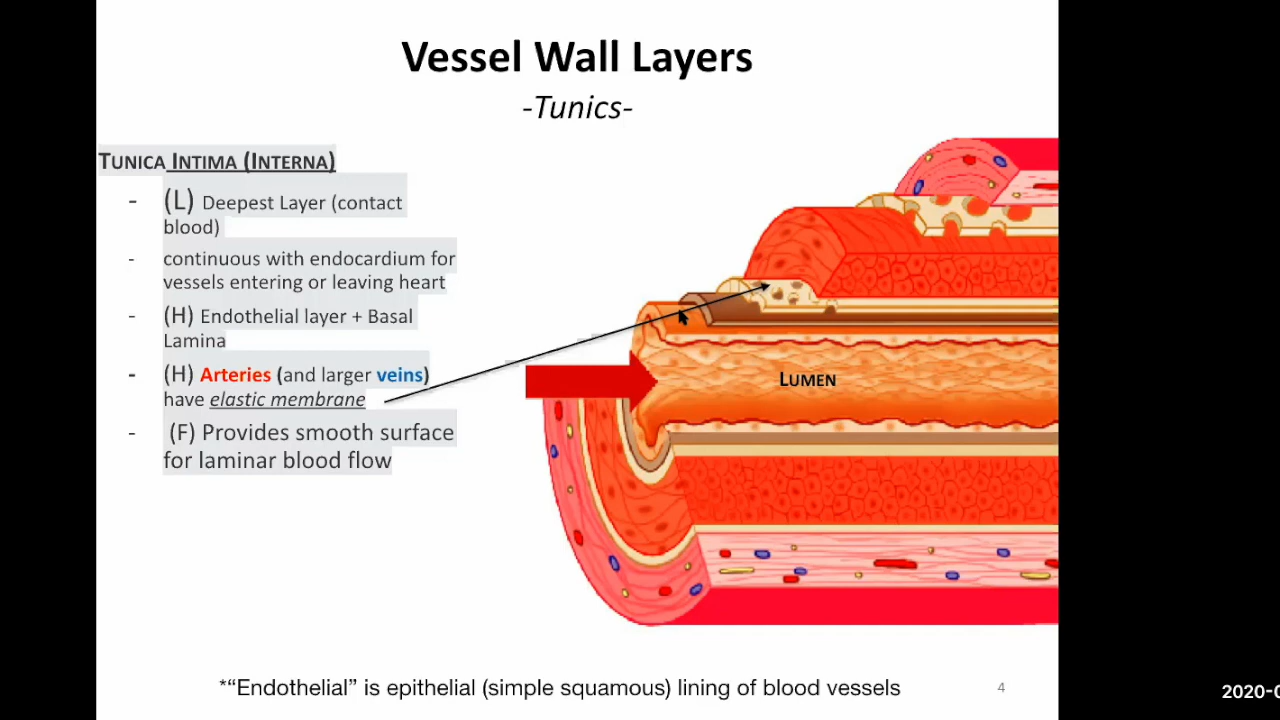 Vessel Wall Layers
-Tunics-
TUNICA INTIMA (INTERNA)
- (L) Deepest Layer (contact
blood)
- continuous with endocardium for
vessels entering or leaving heart
- (H) Endothelial layer + Basal
Lamina
- (H) Arteries (and larger veins)
have elastic membrane
- (F) Provides smooth surface
for laminar blood flow
LUMEN
*“Endothelial” is epithelial (simple squamous) lining of blood vessels
4